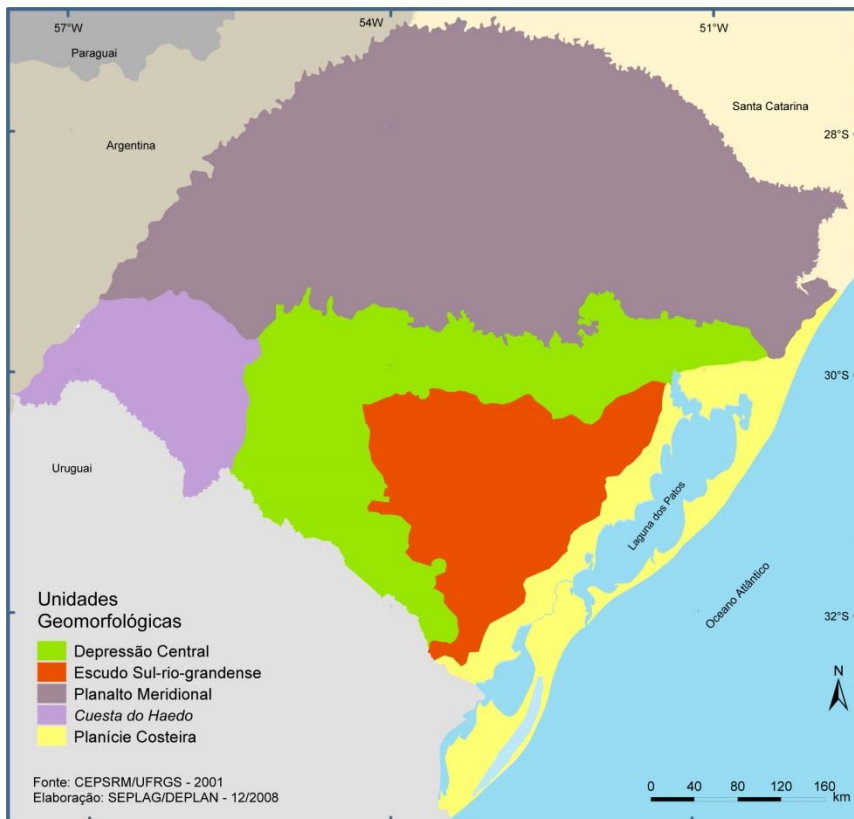 57°W
54°W
51°W
Paraguai
Santa Catarina
28°S
Argentina
30°S
Uruguai
Laguna dos Patos
Oceano Atlântico
32°S
Unidades
Geomorfológicas
Depressão Central
Escudo Sul-rio-grandense
Planalto Meridional
Cuesta do Haedo
Planície Costeira
N
Fonte: CEPSRM/UFRGS - 2001
Elaboração: SEPLAG/DEPLAN - 12/2008
0 40 80 120 160
km